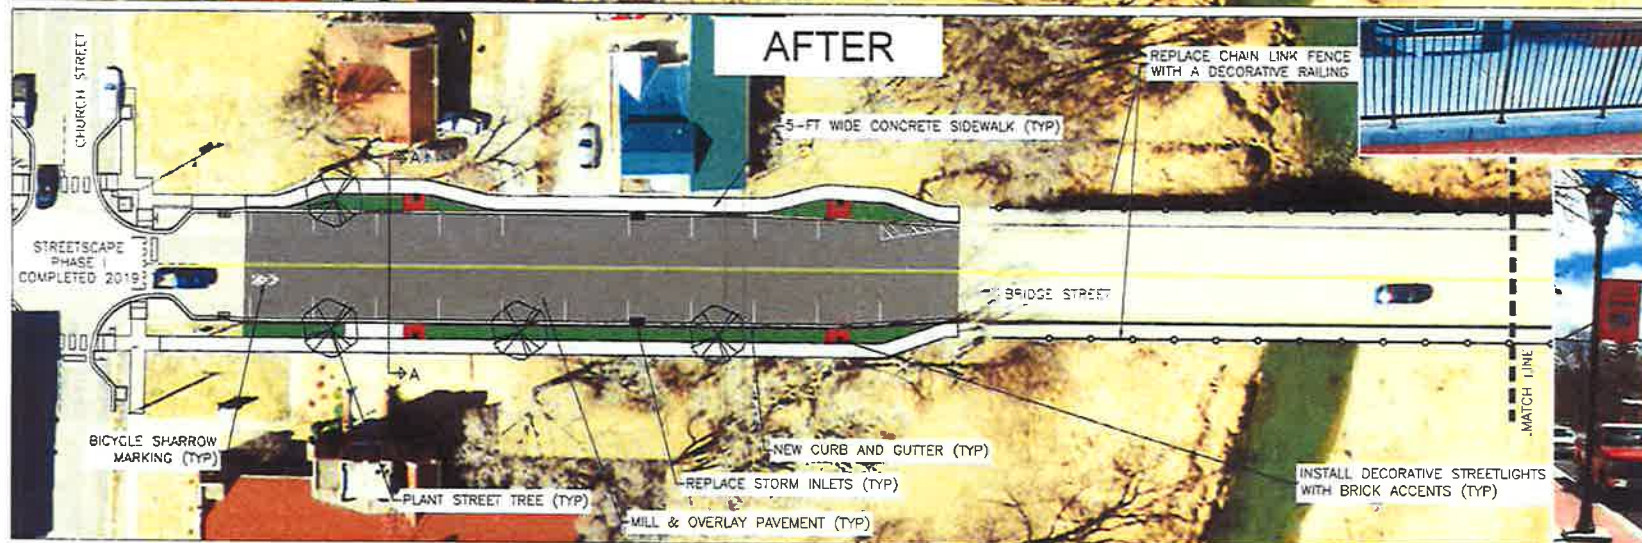 AFTER
CHURCH STREET
REPLACE CHAIN LINK FENCE
WITH A DECORATIVE RAILING
5-FT WIDE CONCRETE SIDEWALK (TYP)
A
STREETSCAPE
PHASE I
COMPLETED 2019
BRIDGE STREET
A
MATCH LINE
BICYCLE SHARROW
MARKING (TYP)
NEW CURB AND GUTTER (TYP)
REPLACE STORM INLETS (TYP)
PLANT STREET TREE (TYP)
MILL & OVERLAY PAVEMENT (TYP)
INSTALL DECORATIVE STREETLIGHTS
WITH BRICK ACCENTS (TYP)